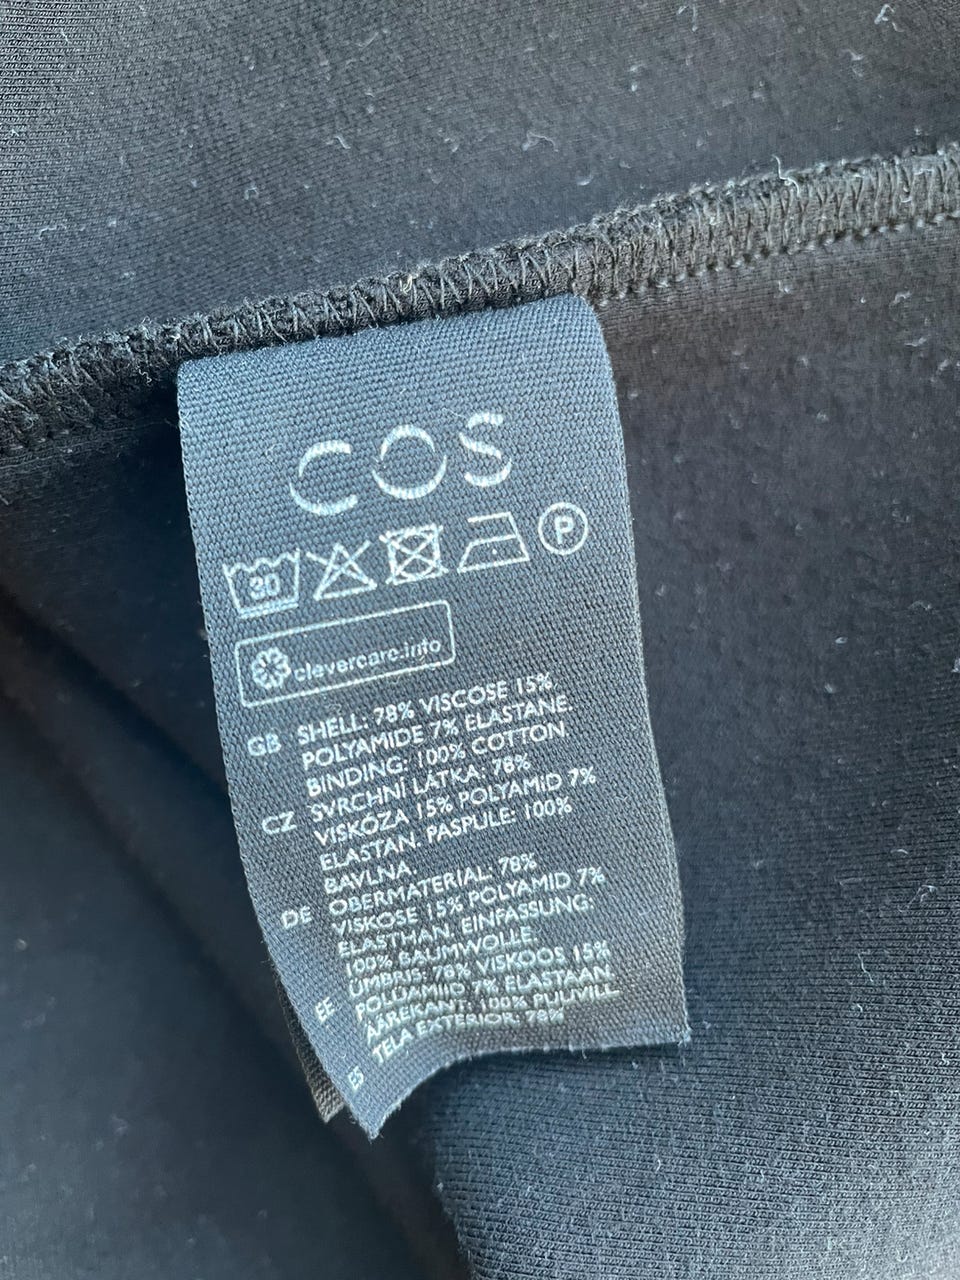 COS
30
P
clevercare.info
GB SHELL: 78% VISCOSE 15%
POLYAMIDE 7% ELASTANE.
BINDING: 100% COTTON
CZ SVRCHNÍ LÁTKA: 78%
VISKÓZA 15% POLYAMID 7%
ELASTAN. PASPULE: 100%
BAVLNA.
DE OBERMATERIAL: 78%
VISKOSE 15% POLYAMID 7%
ELASTHAN. EINFASSUNG:
100% BAUMWOLLE.
EE ÜMBRIS: 78% VISKOOS 15%
POLÜAMIID 7% ELASTAAN.
ÄÄREKANT: 100% PUUVILL.
ES TELA EXTERIOR: 78%